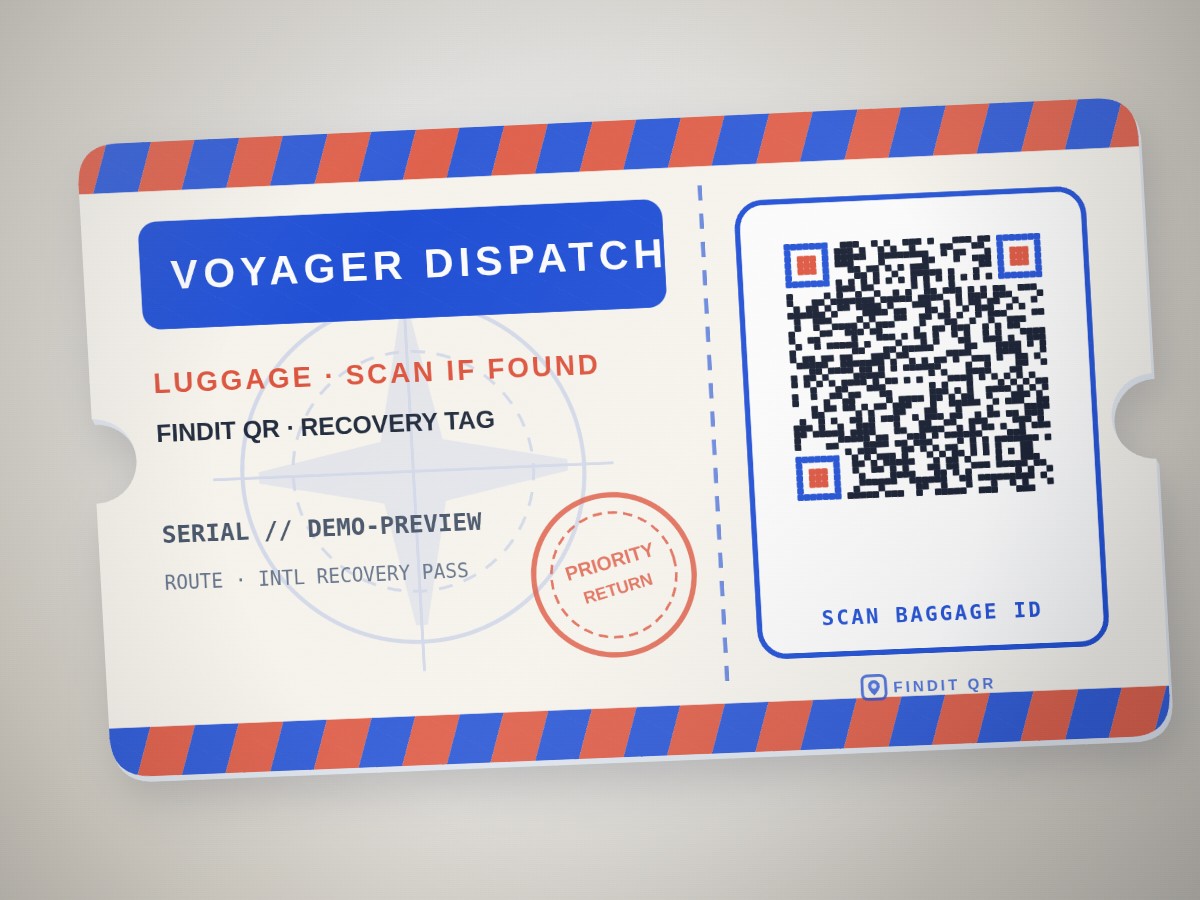 VOYAGER DISPATCH
LUGGAGE · SCAN IF FOUND
FINDIT QR · RECOVERY TAG
SERIAL // DEMO-PREVIEW
ROUTE · INTL RECOVERY PASS
PRIORITY
RETURN
SCAN BAGGAGE ID
FINDIT QR